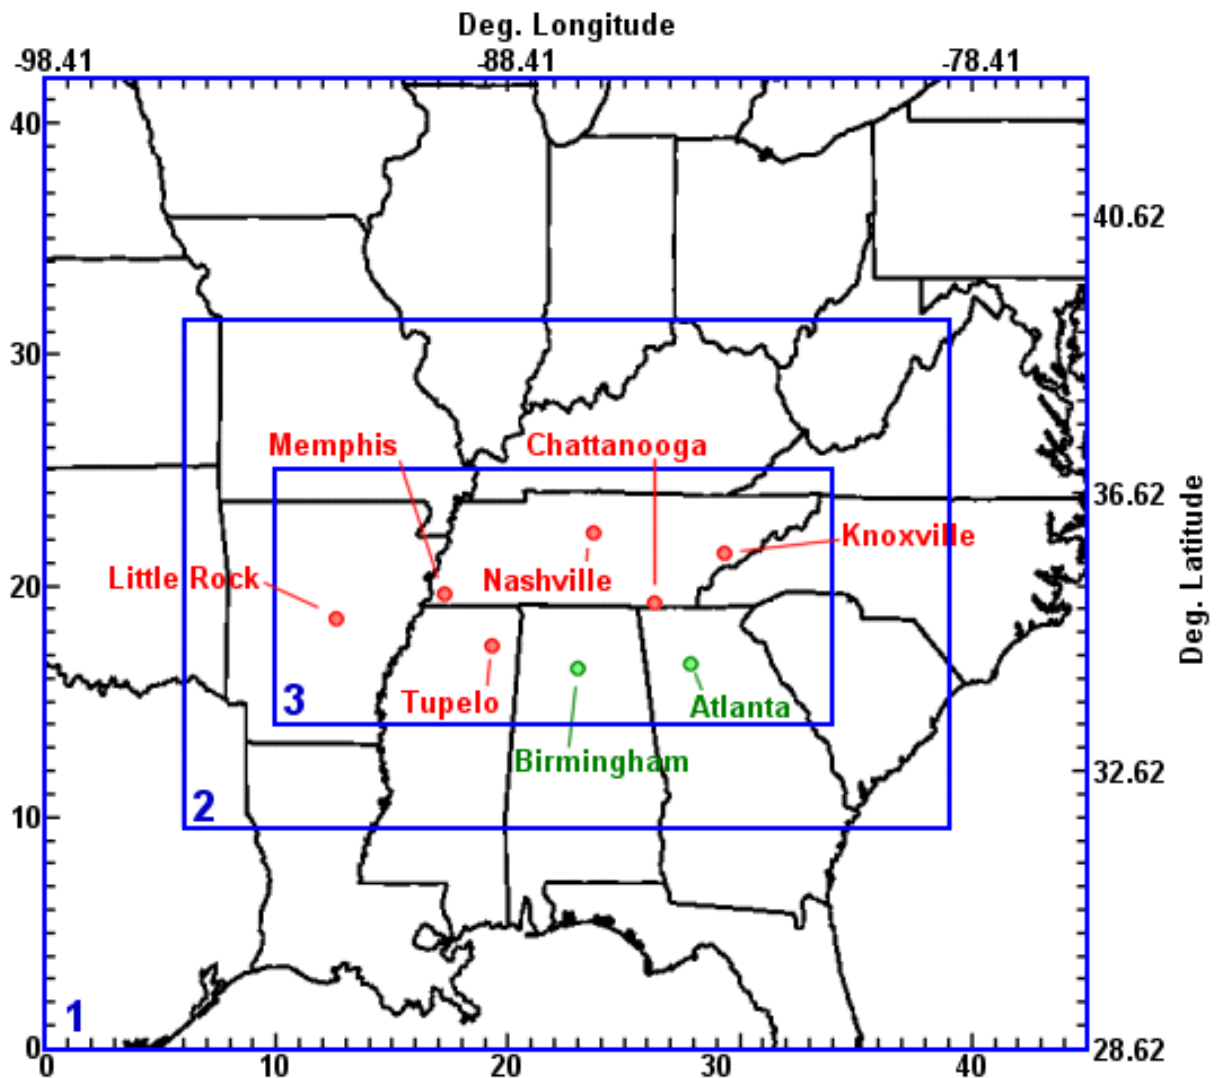 Deg. Longitude
-98.41 -88.41 -78.41
40
40.62
30
Memphis Chattanooga
36.62
Knoxville
Little Rock
Nashville
20
Deg. Latitude
3
Tupelo
Atlanta
Birmingham
32.62
2
10
1
0
28.62
0 10 20 30 40